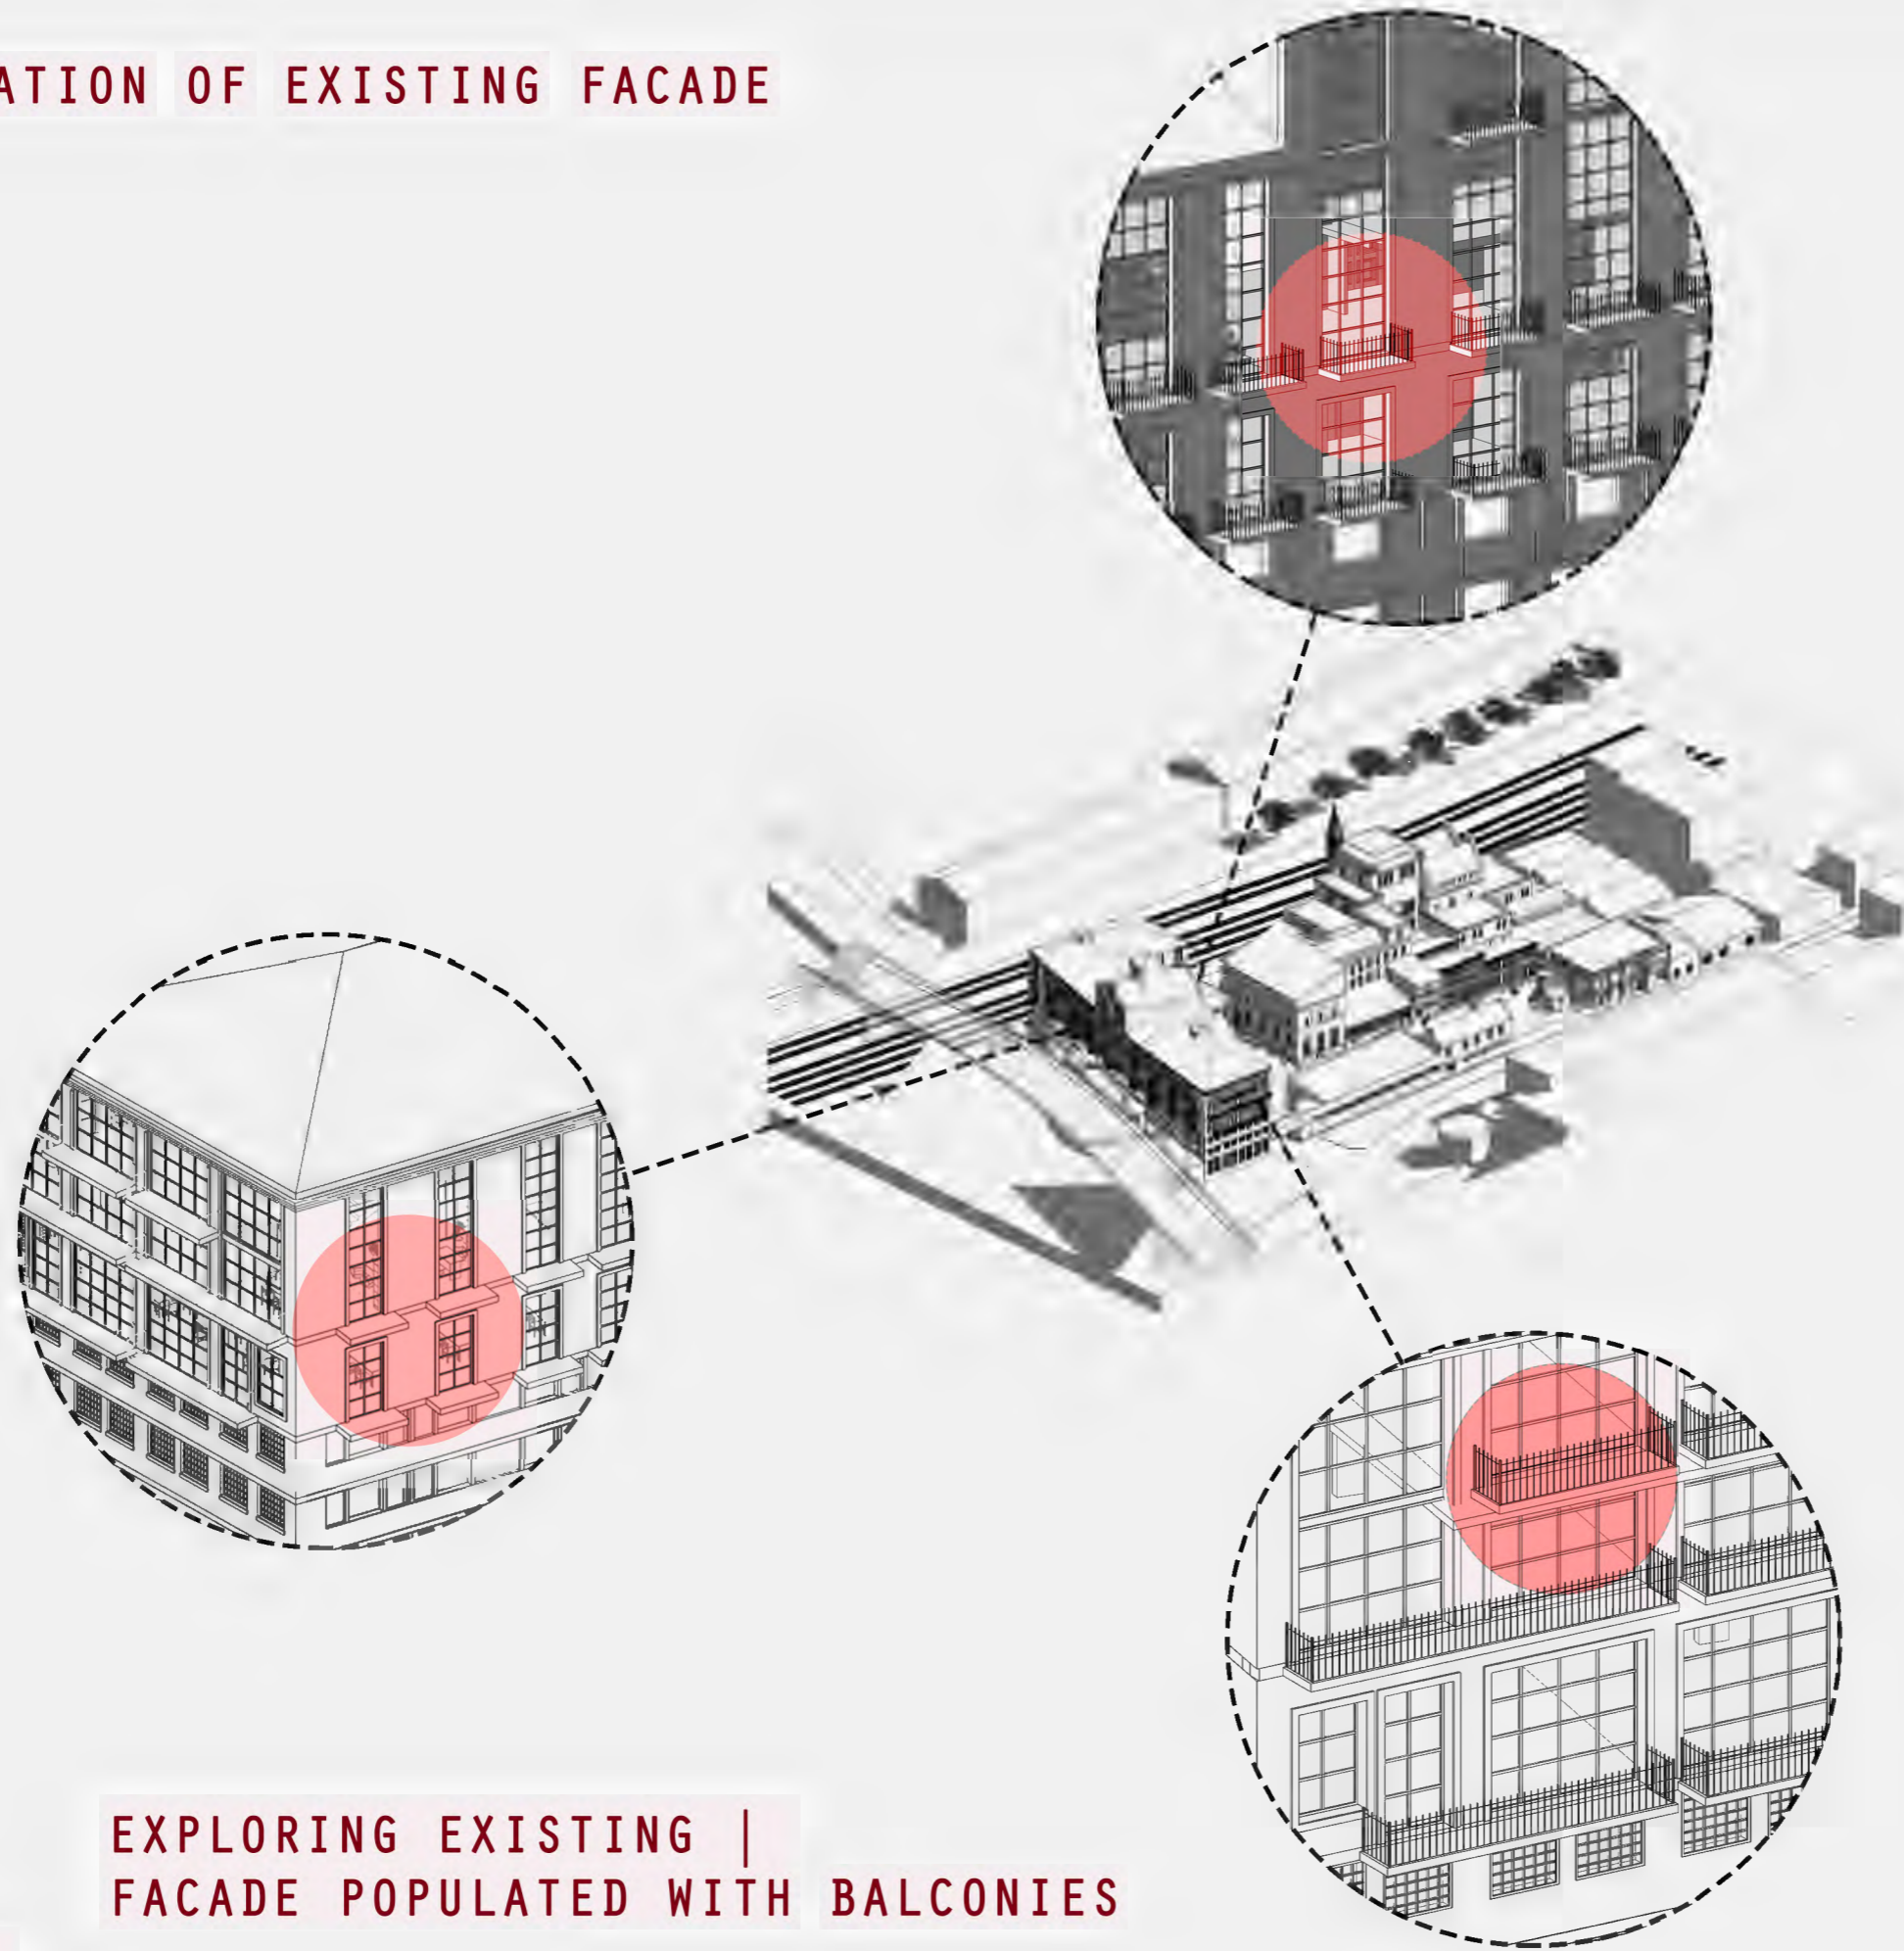 ATION OF EXISTING FACADE
EXPLORING EXISTING |
FACADE POPULATED WITH BALCONIES